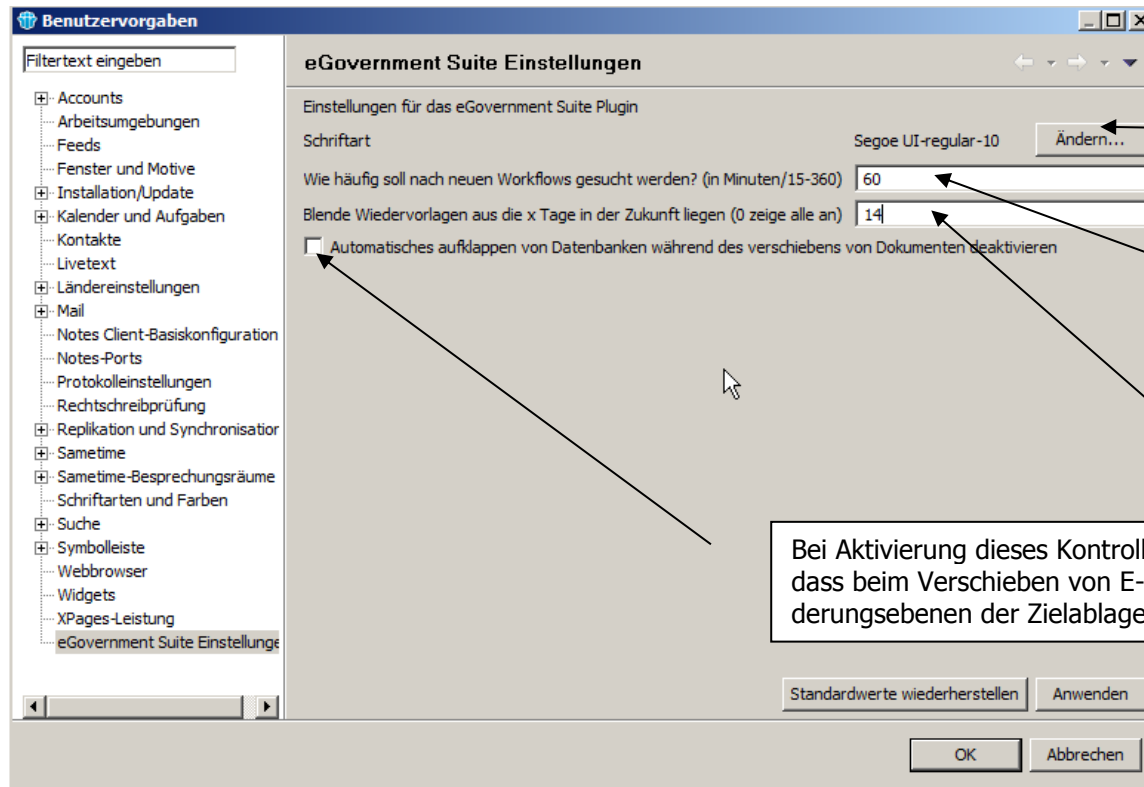 Benutzervorgaben
Filtertext eingeben
Accounts
Arbeitsumgebungen
Feeds
Fenster und Motive
Installation/Update
Kalender und Aufgaben
Kontakte
Livetext
Ländereinstellungen
Mail
Notes Client-Basiskonfiguration
Notes-Ports
Protokolleinstellungen
Rechtschreibprüfung
Replikation und Synchronisation
Sametime
Sametime-Besprechungsräume
Schriftarten und Farben
Suche
Symbolleiste
Webbrowser
Widgets
XPages-Leistung
eGovernment Suite Einstellunge
eGovernment Suite Einstellungen
Einstellungen für das eGovernment Suite Plugin
Schriftart Segoe UI-regular-10 Ändern...
Wie häufig soll nach neuen Workflows gesucht werden? (in Minuten/15-360) 60
Blende Wiedervorlagen aus die x Tage in der Zukunft liegen (0 zeige alle an) 14
Automatisches aufklappen von Datenbanken während des verschiebens von Dokumenten deaktivieren
Bei Aktivierung dieses Kontroll
dass beim Verschieben von E-
derungsebenen der Zielablage
Standardwerte wiederherstellen Anwenden
OK Abbrechen